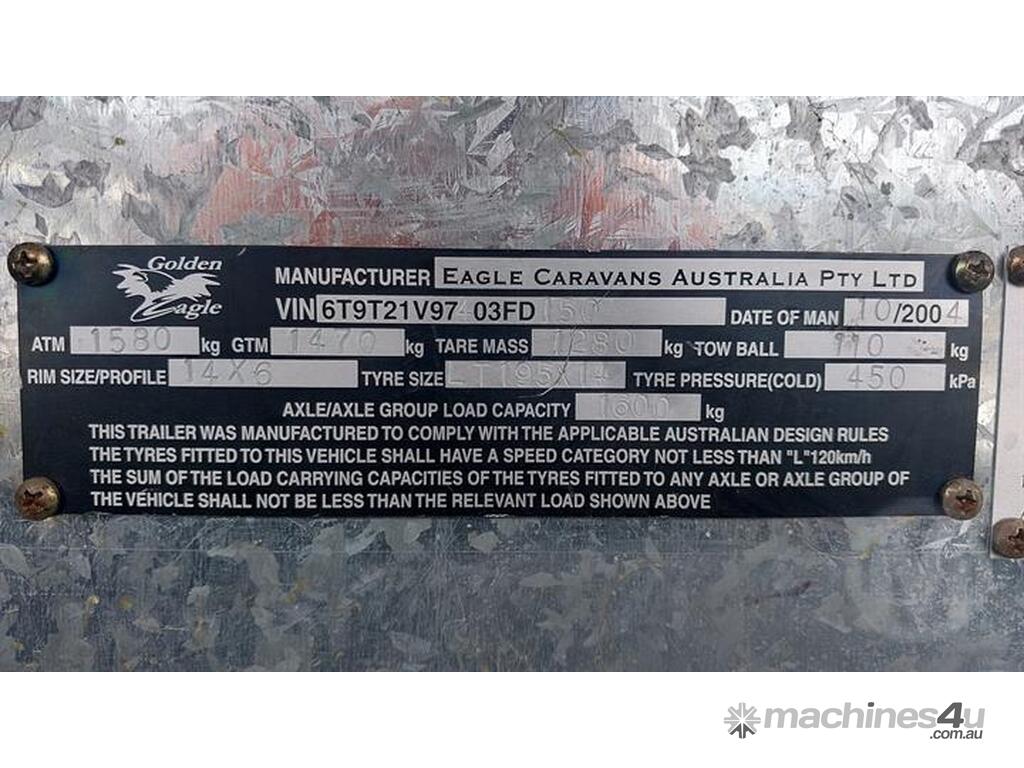 Golden
Eagle
MANUFACTURER EAGLE CARAVANS AUSTRALIA PTY LTD
VIN 6T9T21V97403FD150 DATE OF MAN 10/2004
ATM 1580 kg GTM 1470 kg TARE MASS 1280 kg TOW BALL 110 kg
RIM SIZE/PROFILE 14X6 TYRE SIZE LT195X14 TYRE PRESSURE(COLD) 450 kPa
AXLE/AXLE GROUP LOAD CAPACITY 1600 kg
THIS TRAILER WAS MANUFACTURED TO COMPLY WITH THE APPLICABLE AUSTRALIAN DESIGN RULES
THE TYRES FITTED TO THIS VEHICLE SHALL HAVE A SPEED CATEGORY NOT LESS THAN "L"120km/h
THE SUM OF THE LOAD CARRYING CAPACITIES OF THE TYRES FITTED TO ANY AXLE OR AXLE GROUP OF
THE VEHICLE SHALL NOT BE LESS THAN THE RELEVANT LOAD SHOWN ABOVE
machines4u
.com.au